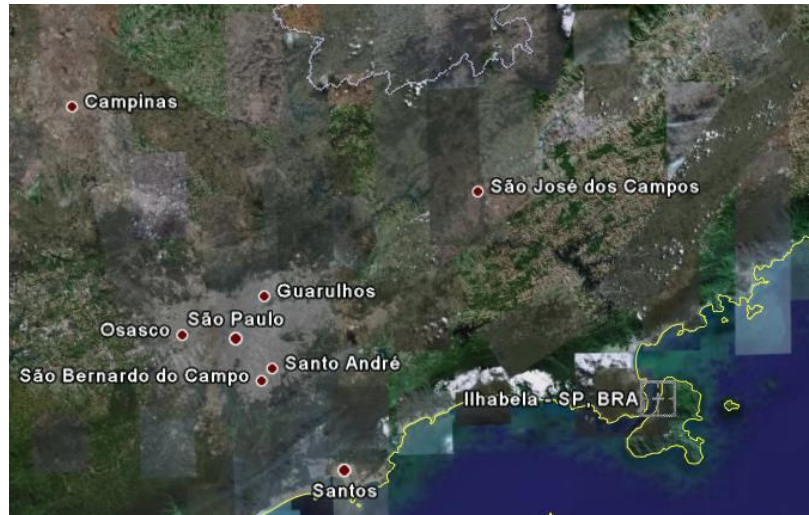 Campinas
São José dos Campos
Guarulhos
São Paulo
Osasco
Santo André
São Bernardo do Campo
Ilhabela - SP, BRA
Santos